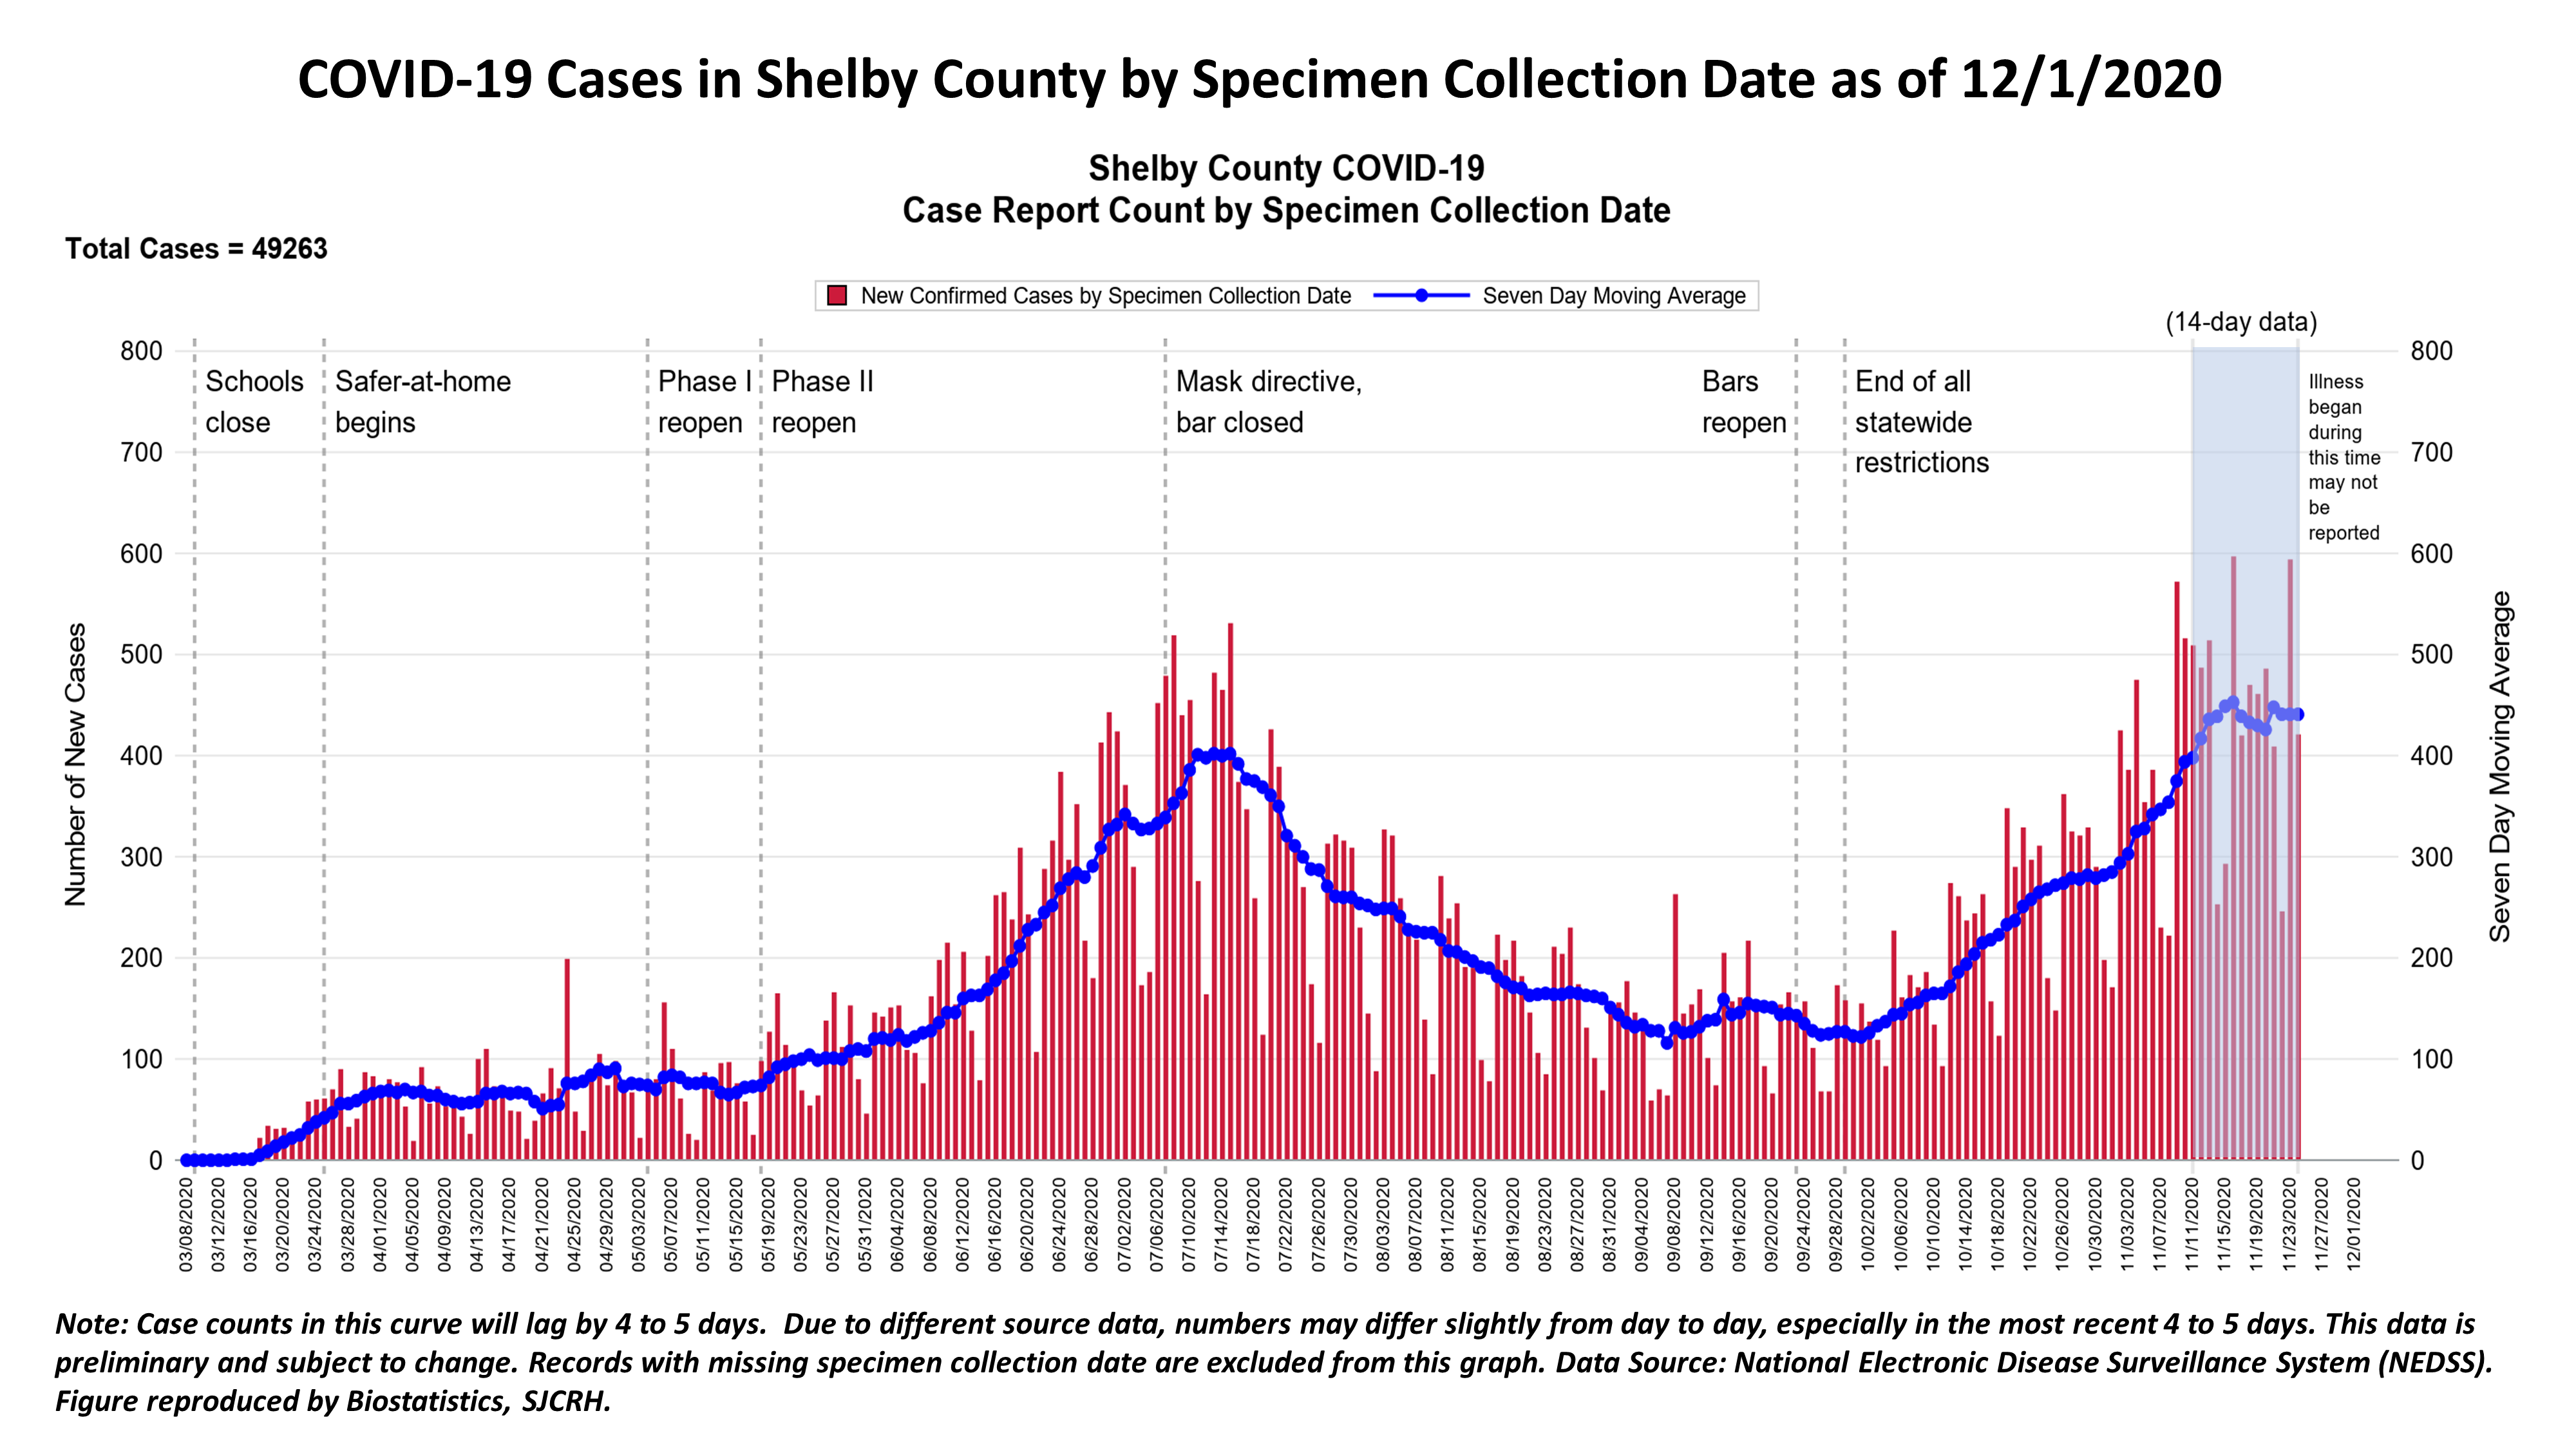 COVID-19 Cases in Shelby County by Specimen Collection Date as of 12/1/2020
Shelby County COVID-19
Case Report Count by Specimen Collection Date
Total Cases = 49263
New Confirmed Cases by Specimen Collection Date
Seven Day Moving Average
(14-day data)
800
700
600
500
400
300
200
100
0
Number of New Cases
Schools
close
Safer-at-home
begins
Phase I
reopen
Phase II
reopen
Mask directive,
bar closed
Bars
reopen
End of all
statewide
restrictions
Illness
began
during
this time
may not
be
reported
800
700
600
500
400
300
200
100
0
Seven Day Moving Average
03/08/2020
03/12/2020
03/16/2020
03/20/2020
03/24/2020
03/28/2020
04/01/2020
04/05/2020
04/09/2020
04/13/2020
04/17/2020
04/21/2020
04/25/2020
04/29/2020
05/03/2020
05/07/2020
05/11/2020
05/15/2020
05/19/2020
05/23/2020
05/27/2020
05/31/2020
06/04/2020
06/08/2020
06/12/2020
06/16/2020
06/20/2020
06/24/2020
06/28/2020
07/02/2020
07/06/2020
07/10/2020
07/14/2020
07/18/2020
07/22/2020
07/26/2020
07/30/2020
08/03/2020
08/07/2020
08/11/2020
08/15/2020
08/19/2020
08/23/2020
08/27/2020
08/31/2020
09/04/2020
09/08/2020
09/12/2020
09/16/2020
09/20/2020
09/24/2020
09/28/2020
10/02/2020
10/06/2020
10/10/2020
10/14/2020
10/18/2020
10/22/2020
10/26/2020
10/30/2020
11/03/2020
11/07/2020
11/11/2020
11/15/2020
11/19/2020
11/23/2020
11/27/2020
12/01/2020
Note: Case counts in this curve will lag by 4 to 5 days.  Due to different source data, numbers may differ slightly from day to day, especially in the most recent 4 to 5 days. This data is
preliminary and subject to change. Records with missing specimen collection date are excluded from this graph. Data Source: National Electronic Disease Surveillance System (NEDSS).
Figure reproduced by Biostatistics, SJCRH.